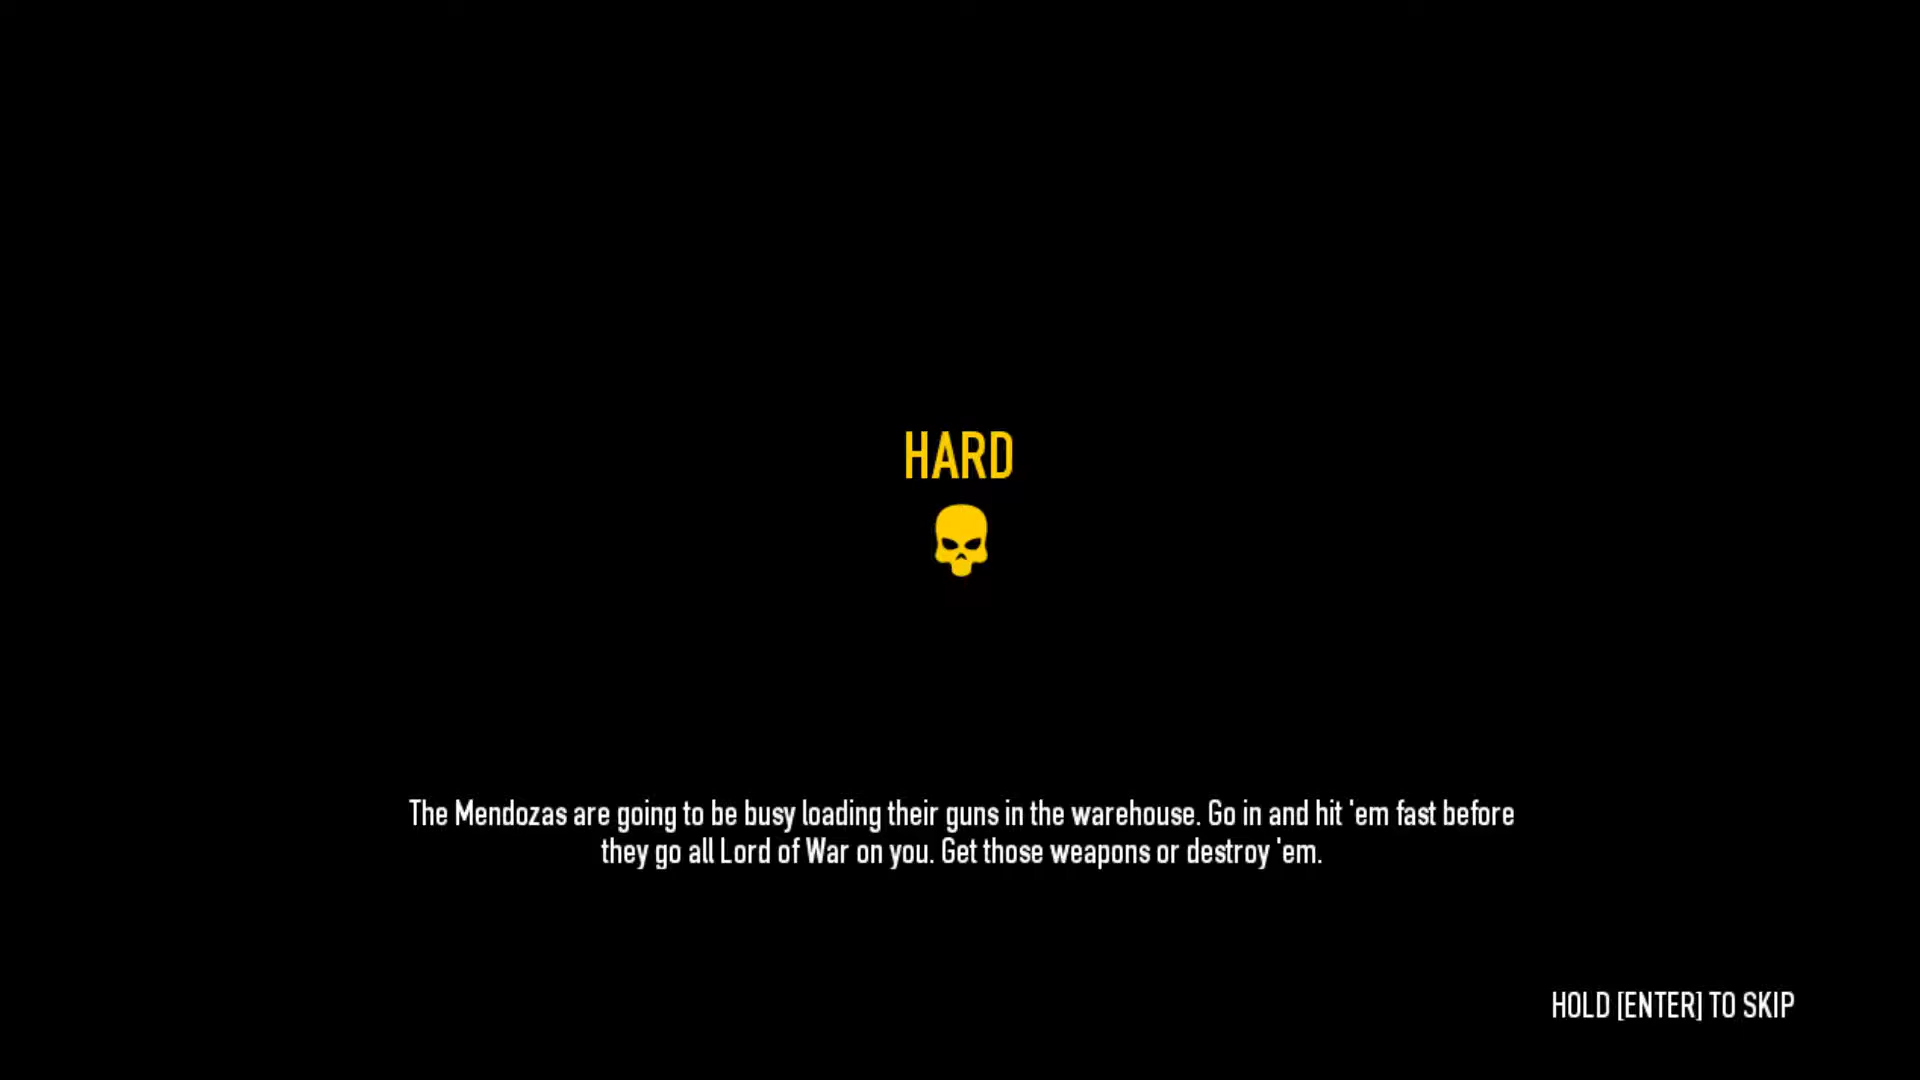 HARD
The Mendozas are going to be busy loading their guns in the warehouse. Go in and hit 'em fast before
they go all Lord of War on you. Get those weapons or destroy 'em.
HOLD [ENTER] TO SKIP